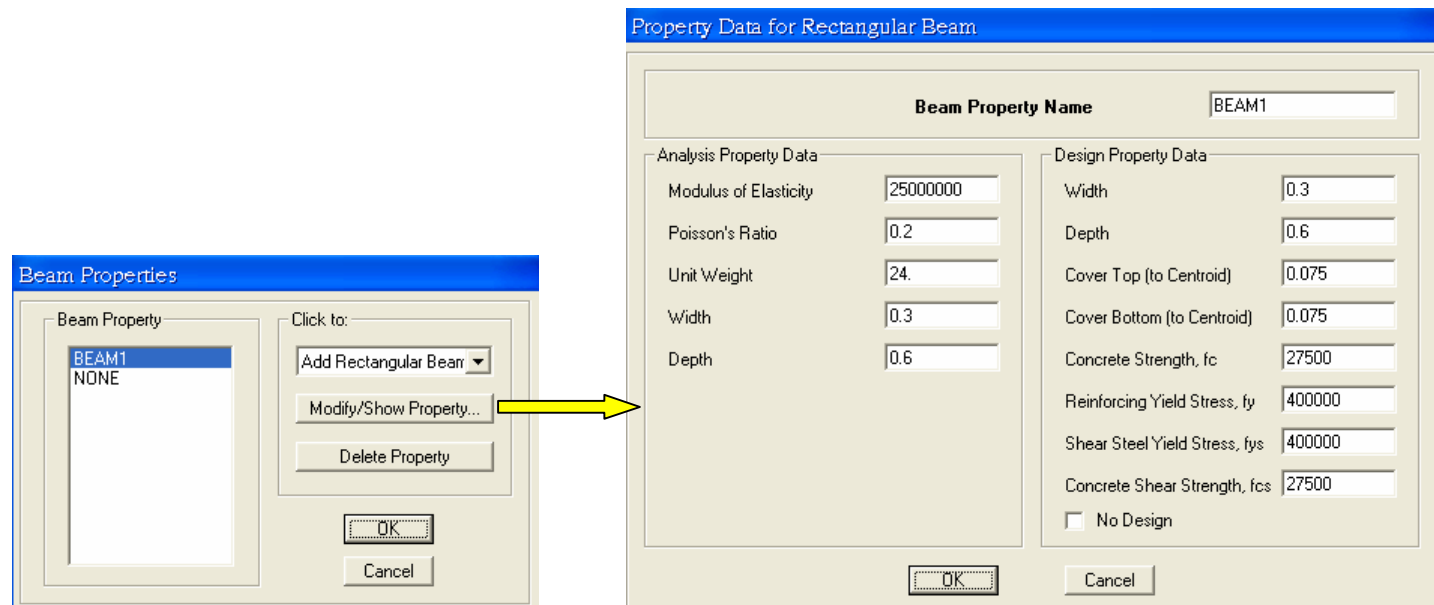 Beam Properties
Beam Property
BEAM1
NONE
Click to:
Add Rectangular Bear
Modify/Show Property...
Delete Property
OK
Cancel
Property Data for Rectangular Beam
Beam Property Name BEAM1
Analysis Property Data
Modulus of Elasticity 25000000
Poisson's Ratio 0.2
Unit Weight 24.
Width 0.3
Depth 0.6
Design Property Data
Width 0.3
Depth 0.6
Cover Top (to Centroid) 0.075
Cover Bottom (to Centroid) 0.075
Concrete Strength, fc 27500
Reinforcing Yield Stress, fy 400000
Shear Steel Yield Stress, fys 400000
Concrete Shear Strength, fcs 27500
No Design
OK
Cancel